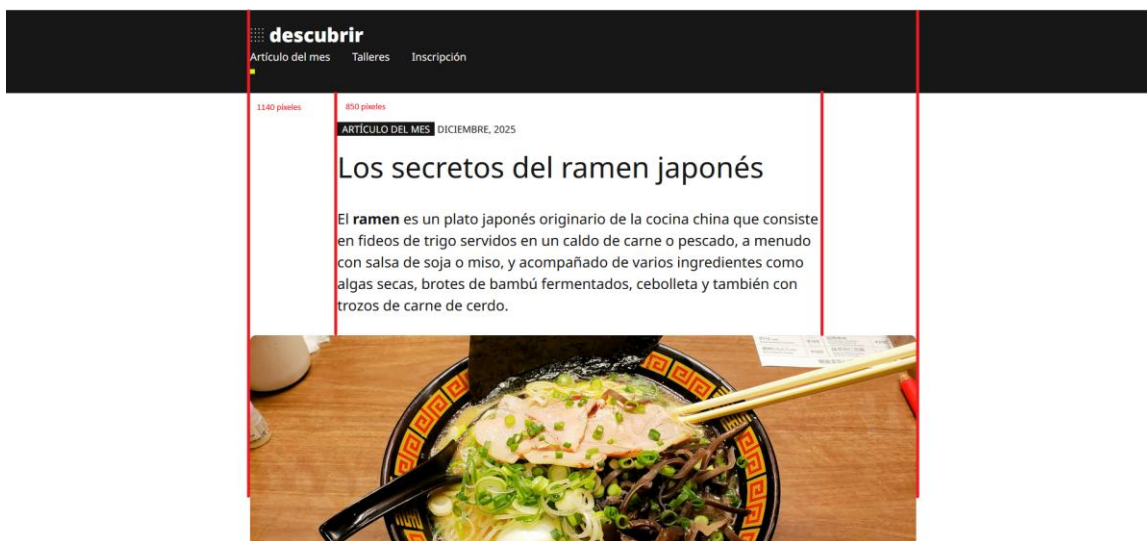 descubrir
Artículo del mes Talleres Inscripción
1140 píxeles 850 píxeles
ARTÍCULO DEL MES DICIEMBRE, 2025
Los secretos del ramen japonés
El ramen es un plato japonés originario de la cocina china que consiste
en fideos de trigo servidos en un caldo de carne o pescado, a menudo
con salsa de soja o miso, y acompañado de varios ingredientes como
algas secas, brotes de bambú fermentados, cebolleta y también con
trozos de carne de cerdo.